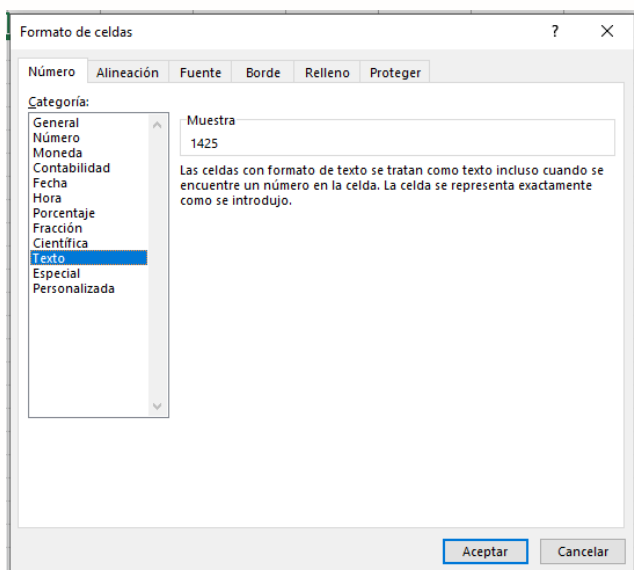 Formato de celdas
?
Número
Alineación
Fuente
Borde
Relleno
Proteger
Categoría:
General
Número
Moneda
Contabilidad
Fecha
Hora
Porcentaje
Fracción
Científica
Texto
Especial
Personalizada
Muestra
1425
Las celdas con formato de texto se tratan como texto incluso cuando se
encuentre un número en la celda. La celda se representa exactamente
como se introdujo.
Aceptar
Cancelar